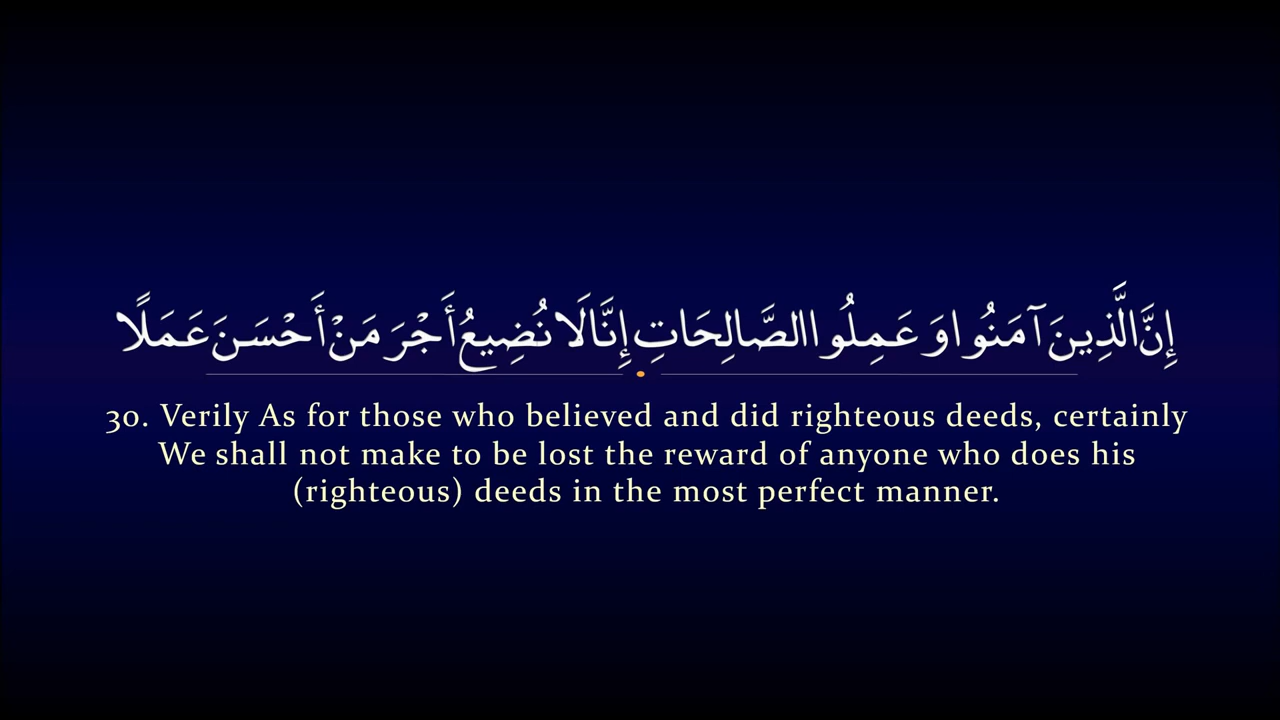 إِنَّ الَّذِينَ آمَنُوا وَعَمِلُوا الصَّالِحَاتِ إِنَّا لَا نُضِيعُ أَجْرَ مَنْ أَحْسَنَ عَمَلًا
30. Verily As for those who believed and did righteous deeds, certainly
We shall not make to be lost the reward of anyone who does his
(righteous) deeds in the most perfect manner.